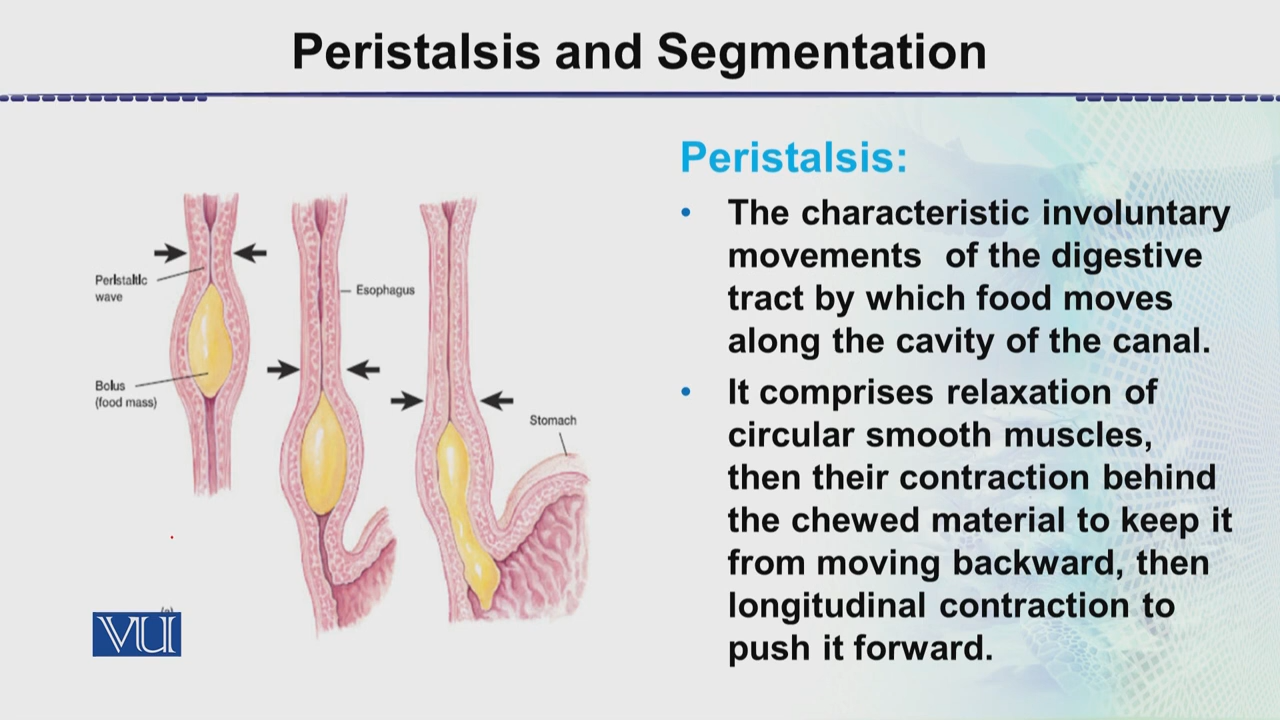 Peristalsis and Segmentation
Peristaltic
wave
Bolus
(food mass)
Esophagus
Stomach
(a)
VU
Peristalsis:
• The characteristic involuntary
movements of the digestive
tract by which food moves
along the cavity of the canal.
• It comprises relaxation of
circular smooth muscles,
then their contraction behind
the chewed material to keep it
from moving backward, then
longitudinal contraction to
push it forward.